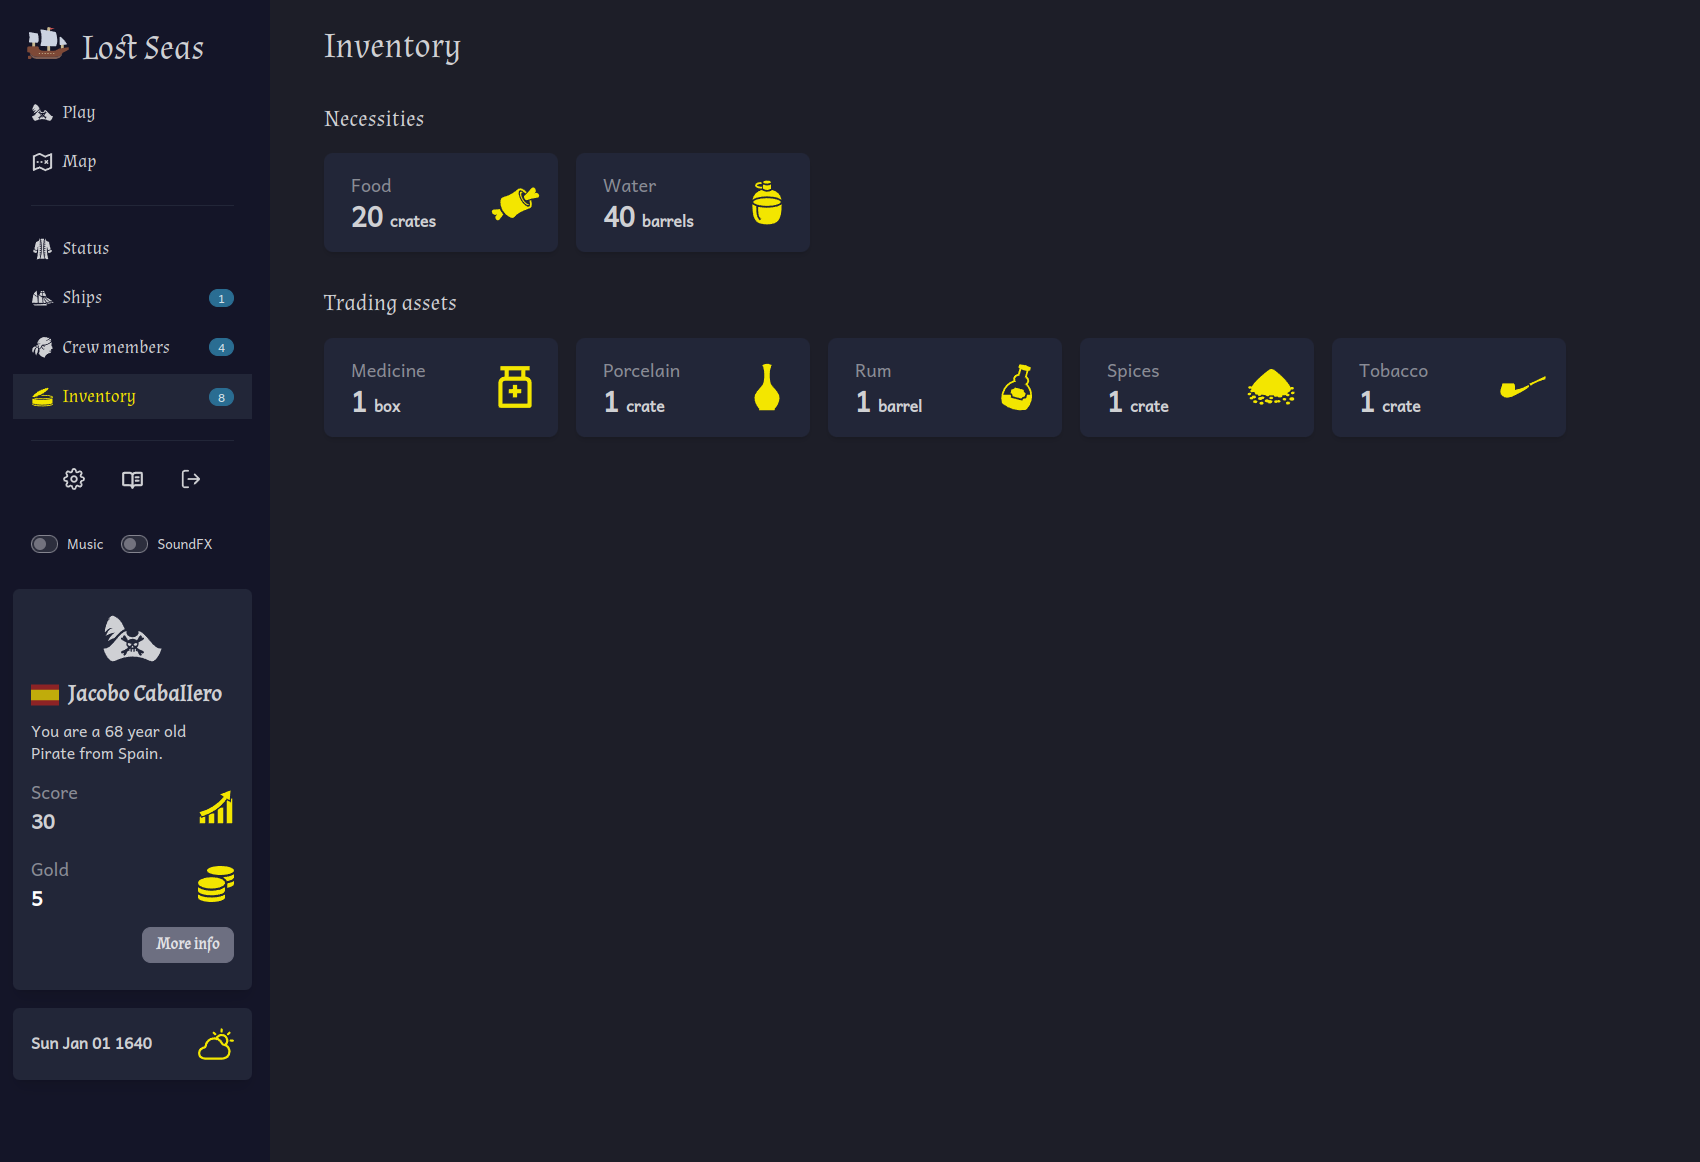 Lost Seas
Play
Map
Status
Ships 1
Crew members 4
Inventory 8
Music SoundFX
Jacobo Caballero
You are a 68 year old
Pirate from Spain.
Score
30
Gold
5
More info
Sun Jan 01 1640
Inventory
Necessities
Food
20 crates
Water
40 barrels
Trading assets
Medicine
1 box
Porcelain
1 crate
Rum
1 barrel
Spices
1 crate
Tobacco
1 crate